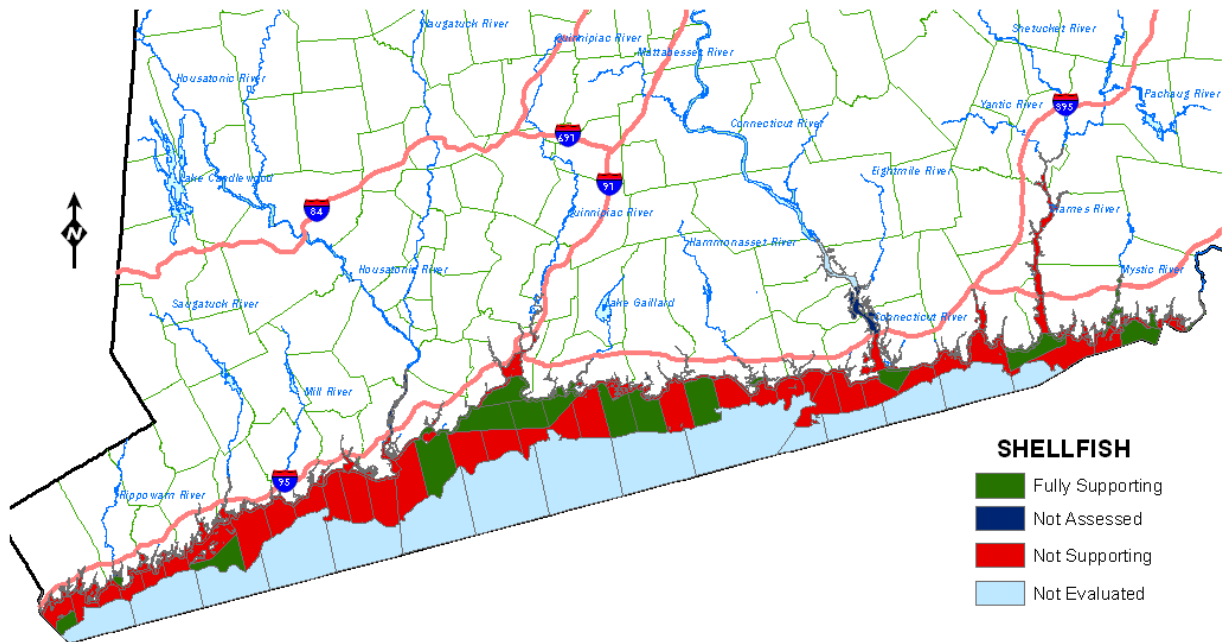 Naugatuck River
Quinnipiac River
Mattabesset River
Shetucket River
Housatonic River
Pachaug River
Yantic River
395
Connecticut River
691
Eightmile River
Lake Candlewood
91
84
Quinnipiac River
Thames River
N
Hammonasset River
Housatonic River
Mystic River
Saugatuck River
Lake Gaillard
Connecticut River
Mill River
95
Rippowam River
SHELLFISH
Fully Supporting
Not Assessed
Not Supporting
Not Evaluated